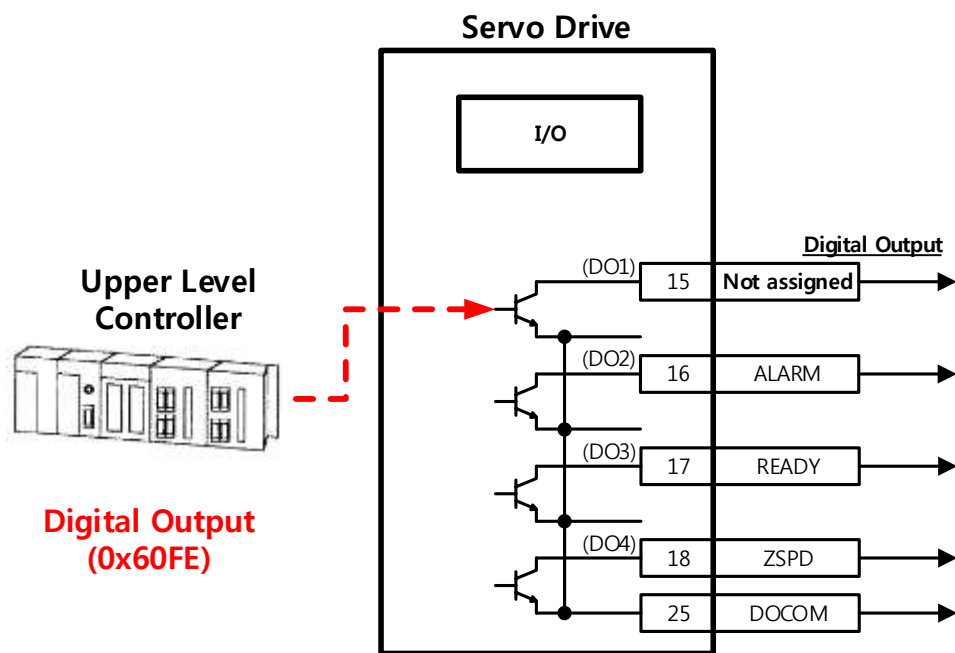 Servo Drive
I/O
Digital Output
(DO1) 15 Not assigned
Upper Level
Controller
(DO2) 16 ALARM
(DO3) 17 READY
Digital Output
(0x60FE)
(DO4) 18 ZSPD
25 DOCOM